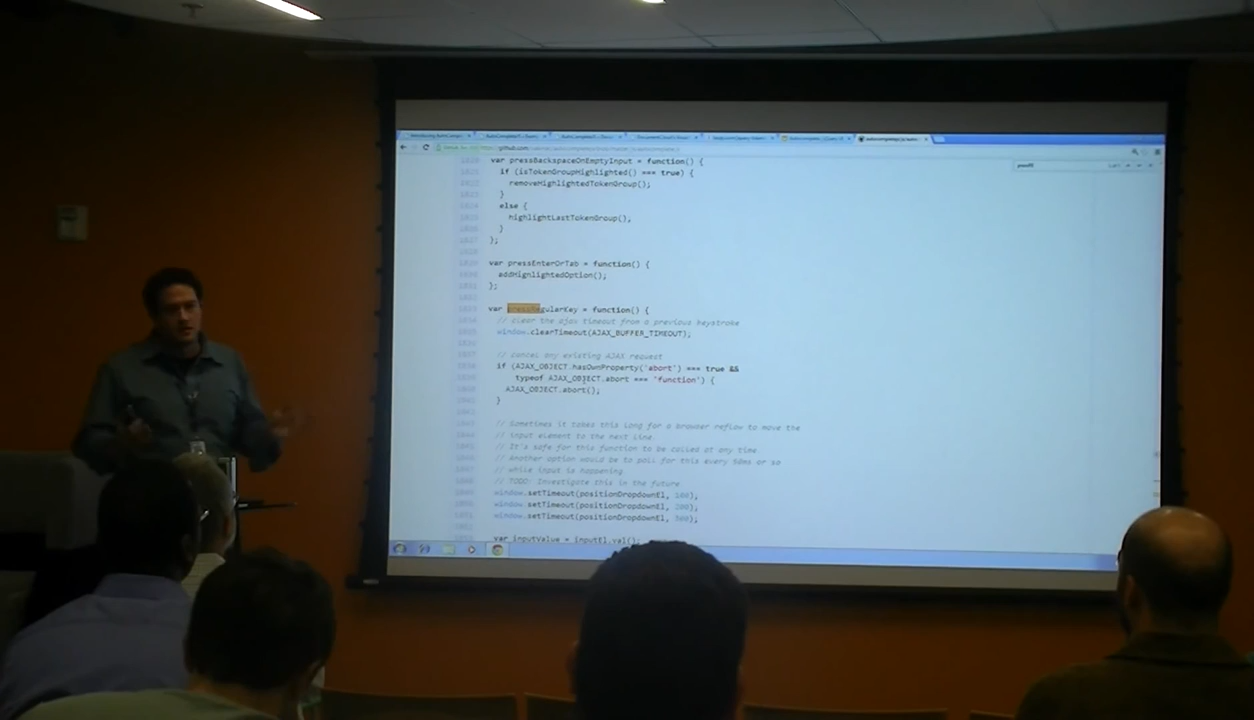 var pressBackspaceOnEmptyInput = function() {
if (isTokenGroupHighlighted() === true) {
removeHighlightedTokenGroup();
}
else {
highlightLastTokenGroup();
}
};
var pressEnterOrTab = function() {
addHighlightedOption();
};
var pressRegularKey = function() {
// clear the ajax timeout from a previous keystroke
window.clearTimeout(AJAX_BUFFER_TIMEOUT);
// cancel any existing AJAX request
if (AJAX_OBJECT.hasOwnProperty('abort') === true &&
typeof AJAX_OBJECT.abort === 'function') {
AJAX_OBJECT.abort();
}
// Sometimes it takes this long for a browser reflow to move the
// input element to the next line
// It's safe for this function to be called at any time
// Another option would be to poll for this every 50ms or so
// while input is happening
// TODO: Investigate this in the future
window.setTimeout(positionDropdownEl, 100);
window.setTimeout(positionDropdownEl, 200);
window.setTimeout(positionDropdownEl, 300);
var inputValue = inputEl.val();